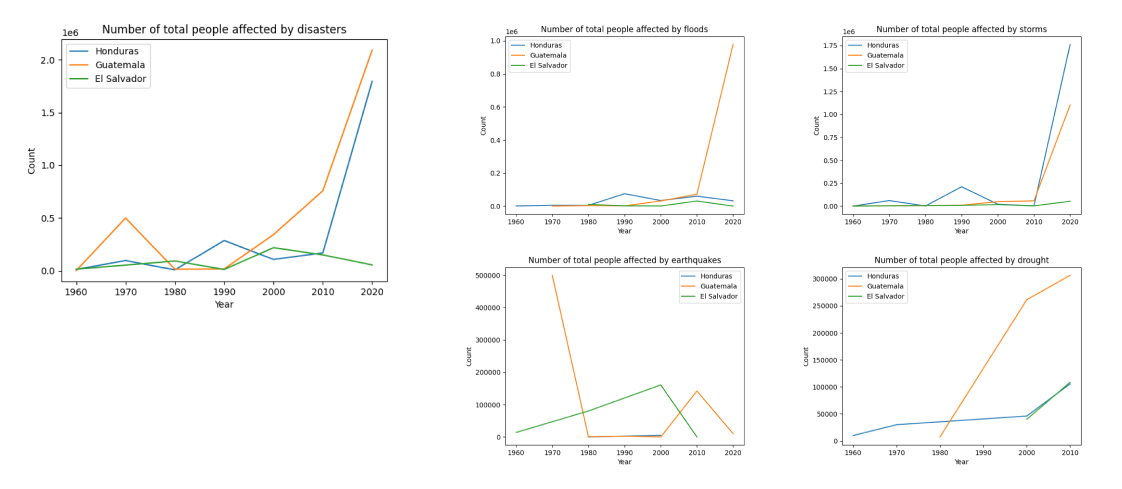 Number of total people affected by disasters
1e6
Honduras
Guatemala
El Salvador
2.0
1.5
1.0
0.5
0.0
Count
1960 1970 1980 1990 2000 2010 2020
Year
Number of total people affected by floods
1e6
Honduras
Guatemala
El Salvador
1.0
0.8
0.6
0.4
0.2
0.0
Count
1960 1970 1980 1990 2000 2010 2020
Year
Number of total people affected by storms
1e6
Honduras
Guatemala
El Salvador
1.75
1.50
1.25
1.00
0.75
0.50
0.25
0.00
Count
1960 1970 1980 1990 2000 2010 2020
Year
Number of total people affected by earthquakes
Honduras
Guatemala
El Salvador
500000
400000
300000
200000
100000
0
Count
1960 1970 1980 1990 2000 2010 2020
Year
Number of total people affected by drought
Honduras
Guatemala
El Salvador
300000
250000
200000
150000
100000
50000
0
Count
1960 1970 1980 1990 2000 2010
Year